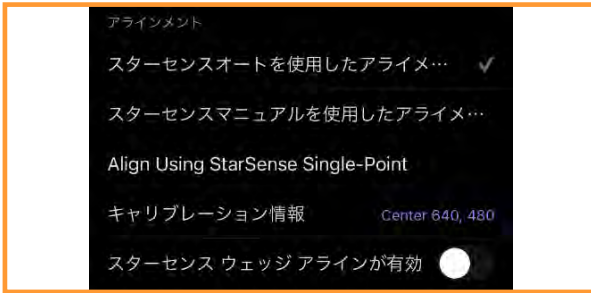 アラインメント
スターセンスオートを使用したアライメ…
スターセンスマニュアルを使用したアライメ…
Align Using StarSense Single-Point
キャリブレーション情報 Center 640, 480
スターセンス ウェッジ アラインが有効